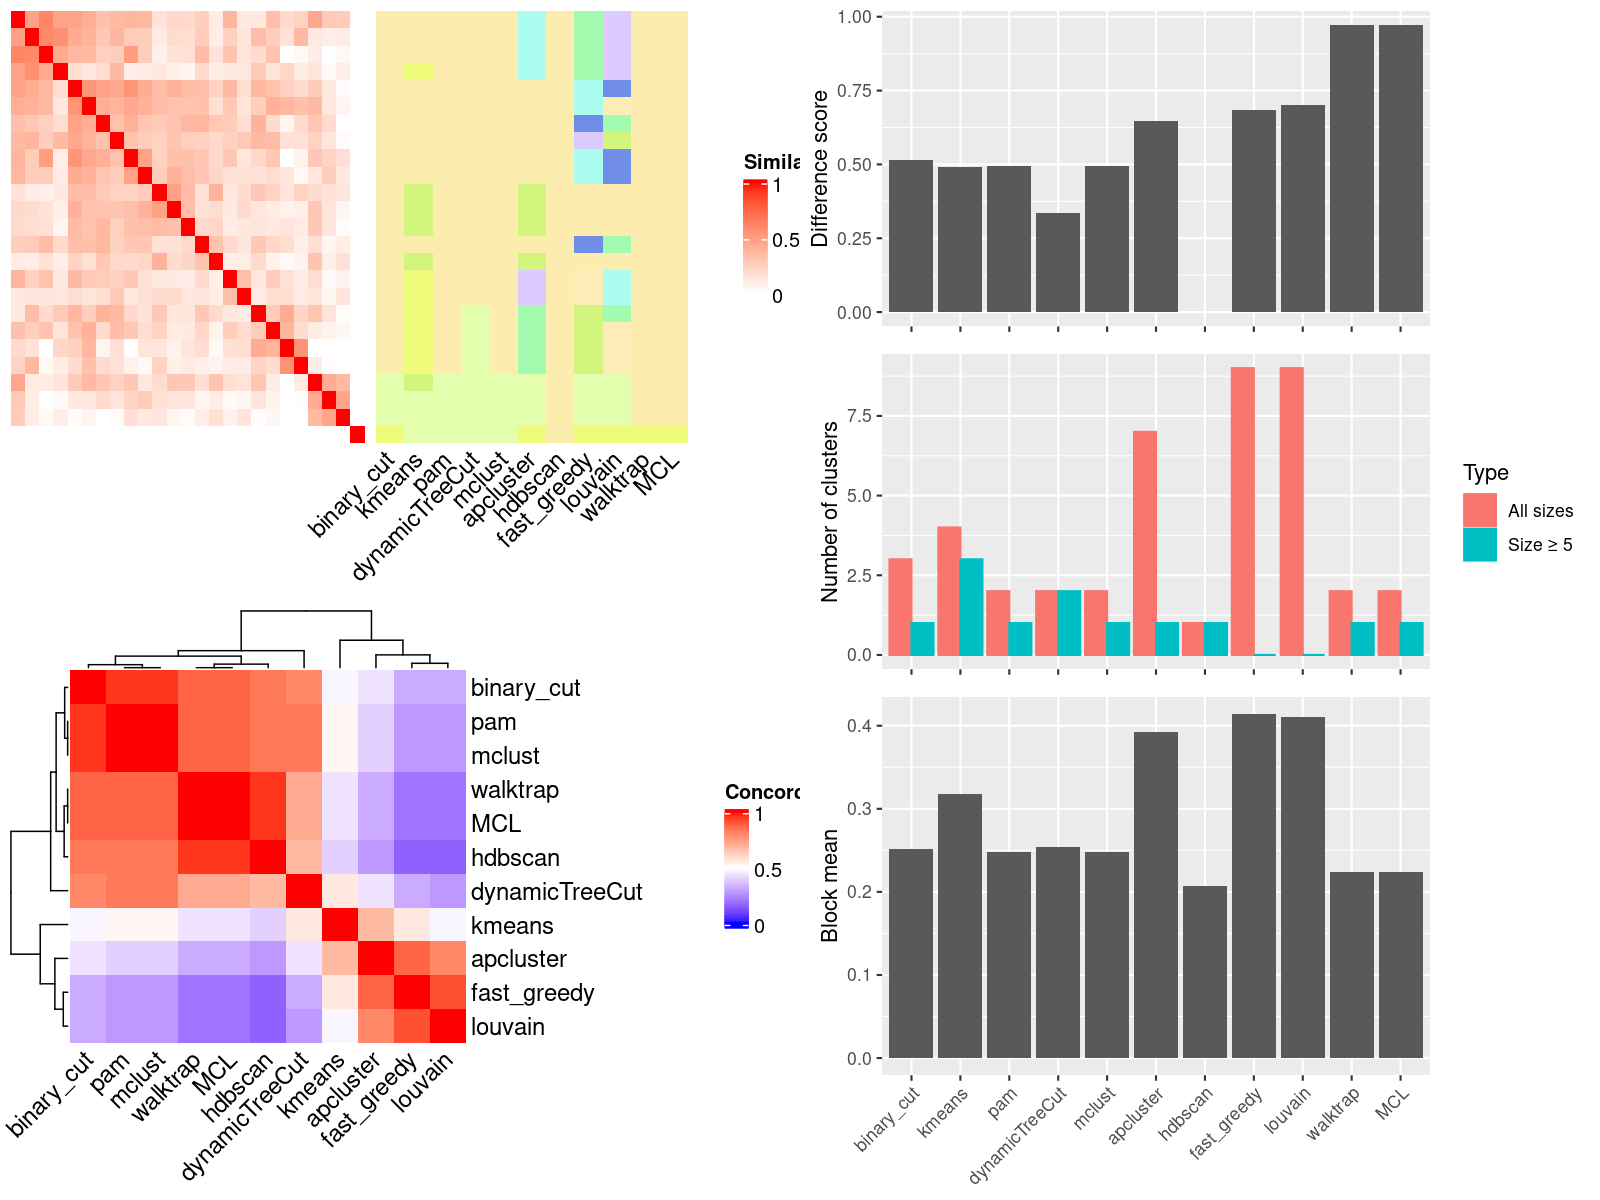 Simila
1
0.5
0
binary_cut
kmeans
pam
dynamicTreeCut
mclust
apcluster
hdbscan
fast_greedy
louvain
walktrap
MCL
binary_cut
pam
mclust
walktrap
MCL
hdbscan
dynamicTreeCut
kmeans
apcluster
fast_greedy
louvain
binary_cut
pam
mclust
walktrap
MCL
hdbscan
dynamicTreeCut
kmeans
apcluster
fast_greedy
louvain
Concord
1
0.5
0
Difference score
1.00
0.75
0.50
0.25
0.00
Number of clusters
7.5
5.0
2.5
0.0
Type
All sizes
Size ≥ 5
Block mean
0.4
0.3
0.2
0.1
0.0
binary_cut
kmeans
pam
dynamicTreeCut
mclust
apcluster
hdbscan
fast_greedy
louvain
walktrap
MCL